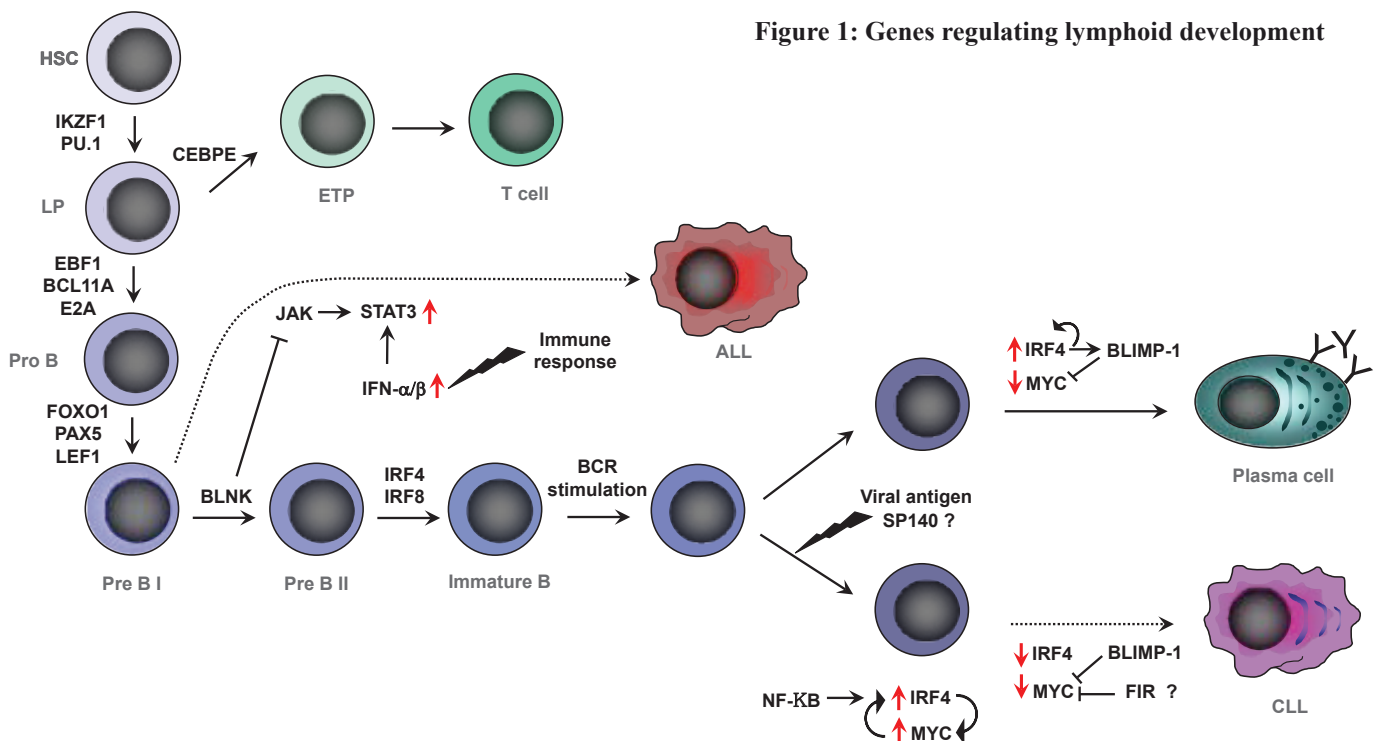 Figure 1: Genes regulating lymphoid development
HSC
IKZF1
PU.1
CEBPE
LP
ETP
T cell
EBF1
BCL11A
E2A
JAK
STAT3
Immune
response
IFN-α/β
ALL
Pro B
FOXO1
PAX5
LEF1
BLNK
IRF4
IRF8
BCR
stimulation
Pre B I
Pre B II
Immature B
Viral antigen
SP140 ?
IRF4
BLIMP-1
MYC
Plasma cell
NF-ΚB
IRF4
MYC
IRF4
BLIMP-1
MYC
FIR ?
CLL